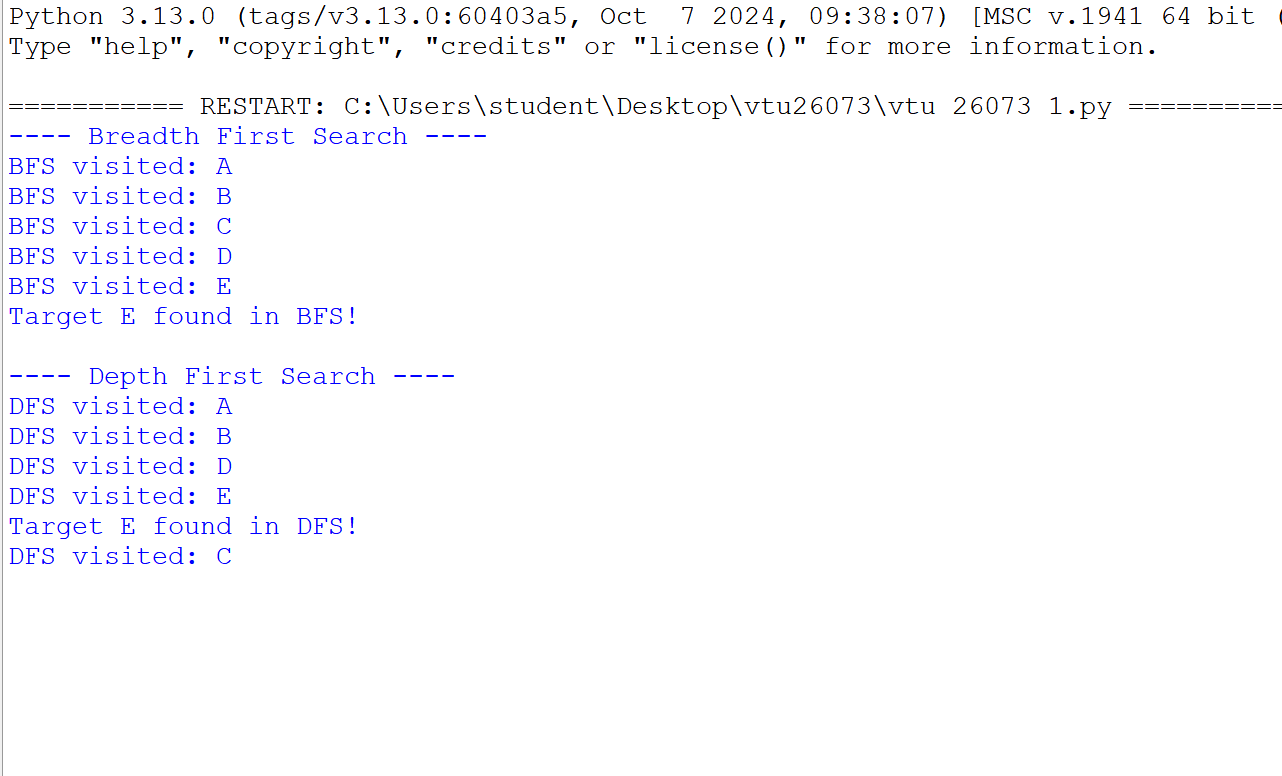 Python 3.13.0 (tags/v3.13.0:60403a5, Oct  7 2024, 09:38:07) [MSC v.1941 64 bit (
Type "help", "copyright", "credits" or "license()" for more information.
=========== RESTART: C:\Users\student\Desktop\vtu26073\vtu 26073 1.py ==========
---- Breadth First Search ----
BFS visited: A
BFS visited: B
BFS visited: C
BFS visited: D
BFS visited: E
Target E found in BFS!
---- Depth First Search ----
DFS visited: A
DFS visited: B
DFS visited: D
DFS visited: E
Target E found in DFS!
DFS visited: C